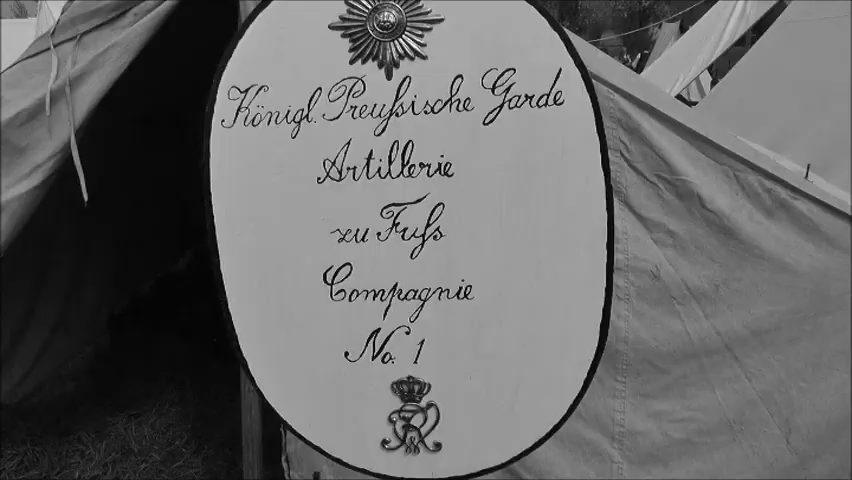 Königl. Preuſsische Garde
Artillerie
zu Fuſs
Compagnie
No. 1